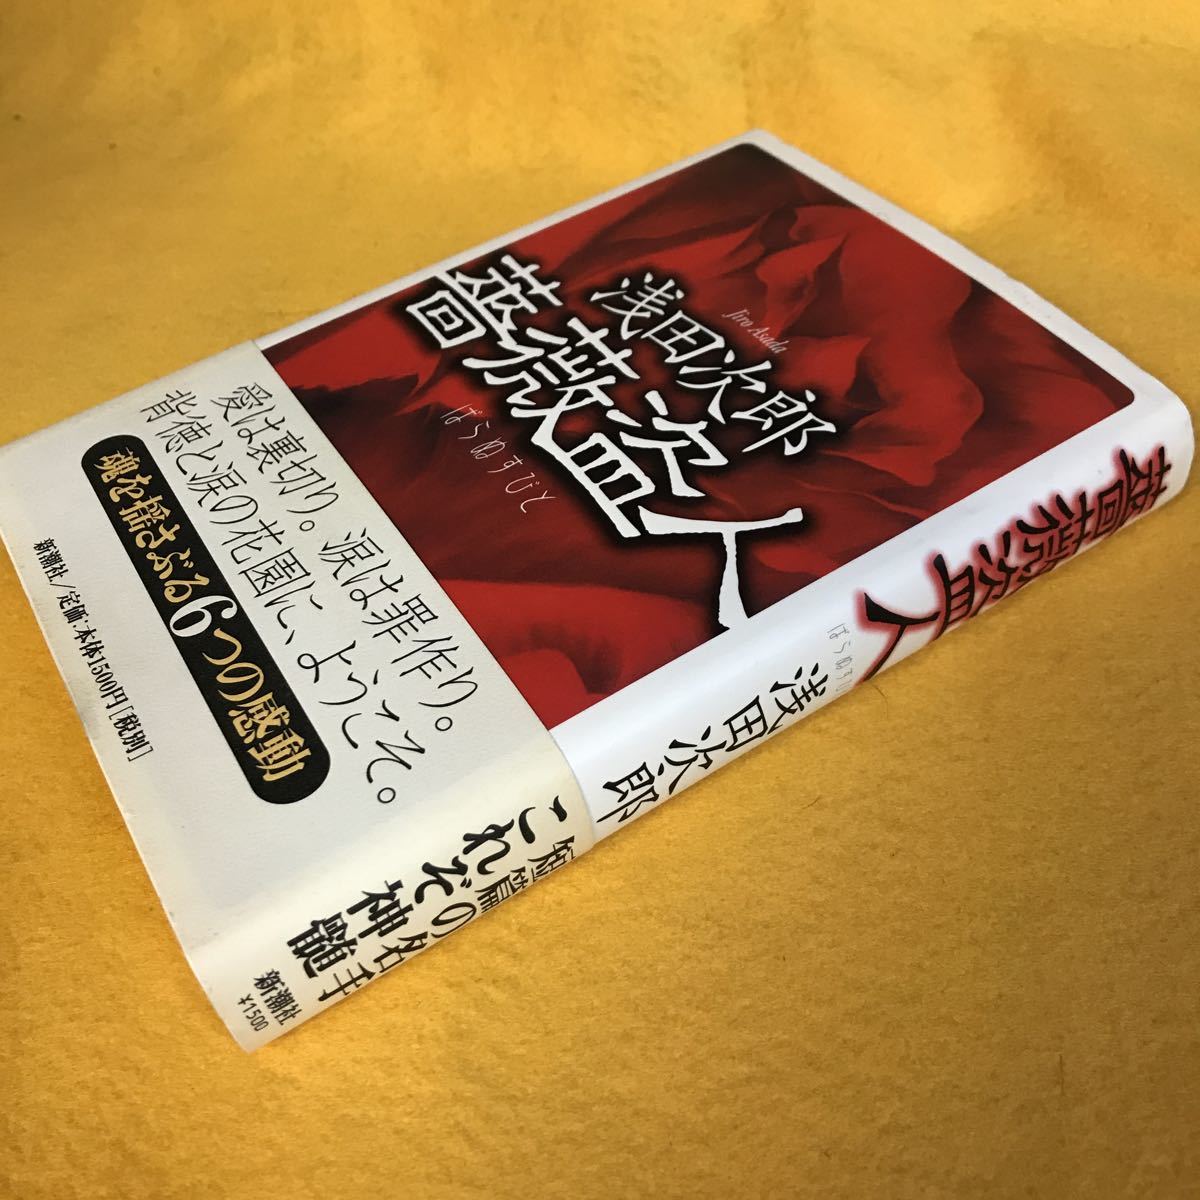 浅田次郎
Jiro Asada
薔薇盗人
ばらぬすびと
愛は裏切り。涙は罪作り。
背徳と涙の花園に、ようこそ。
魂を揺さぶる6つの感動
新潮社/定価:本体1500円[税別]
薔薇盗人
ばらぬすび
浅田次郎
短篇の名手
これぞ神髄
新潮社
¥1500